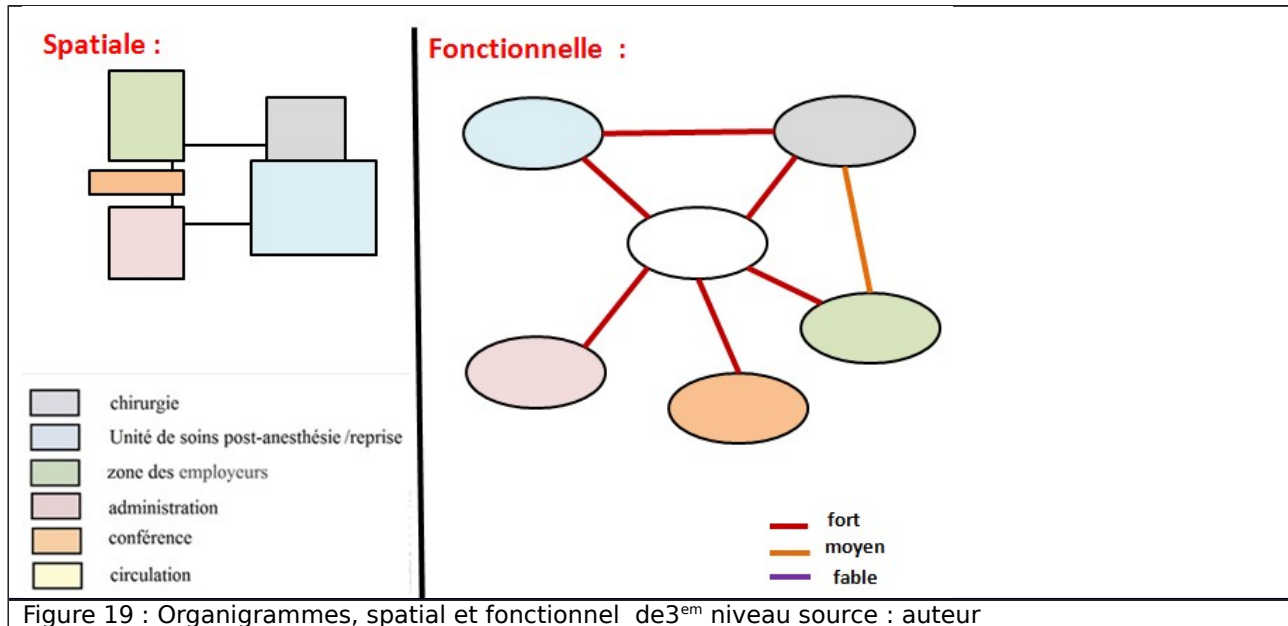 Spatiale :
Fonctionnelle :
chirurgie
Unité de soins post-anesthésie /reprise
zone des employeurs
administration
conférence
circulation
fort
moyen
fable
Figure 19 : Organigrammes, spatial et fonctionnel de3em niveau source : auteur